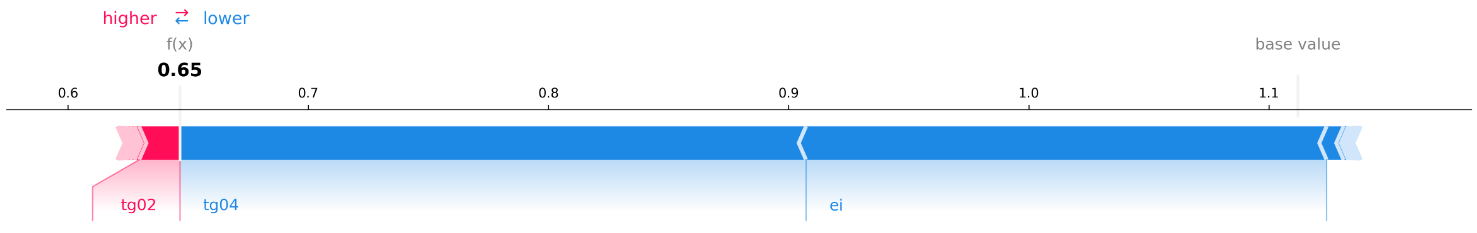 higher ⇄ lower
f(x)
base value
0.65
0.6 0.7 0.8 0.9 1.0 1.1
tg02 tg04 ei